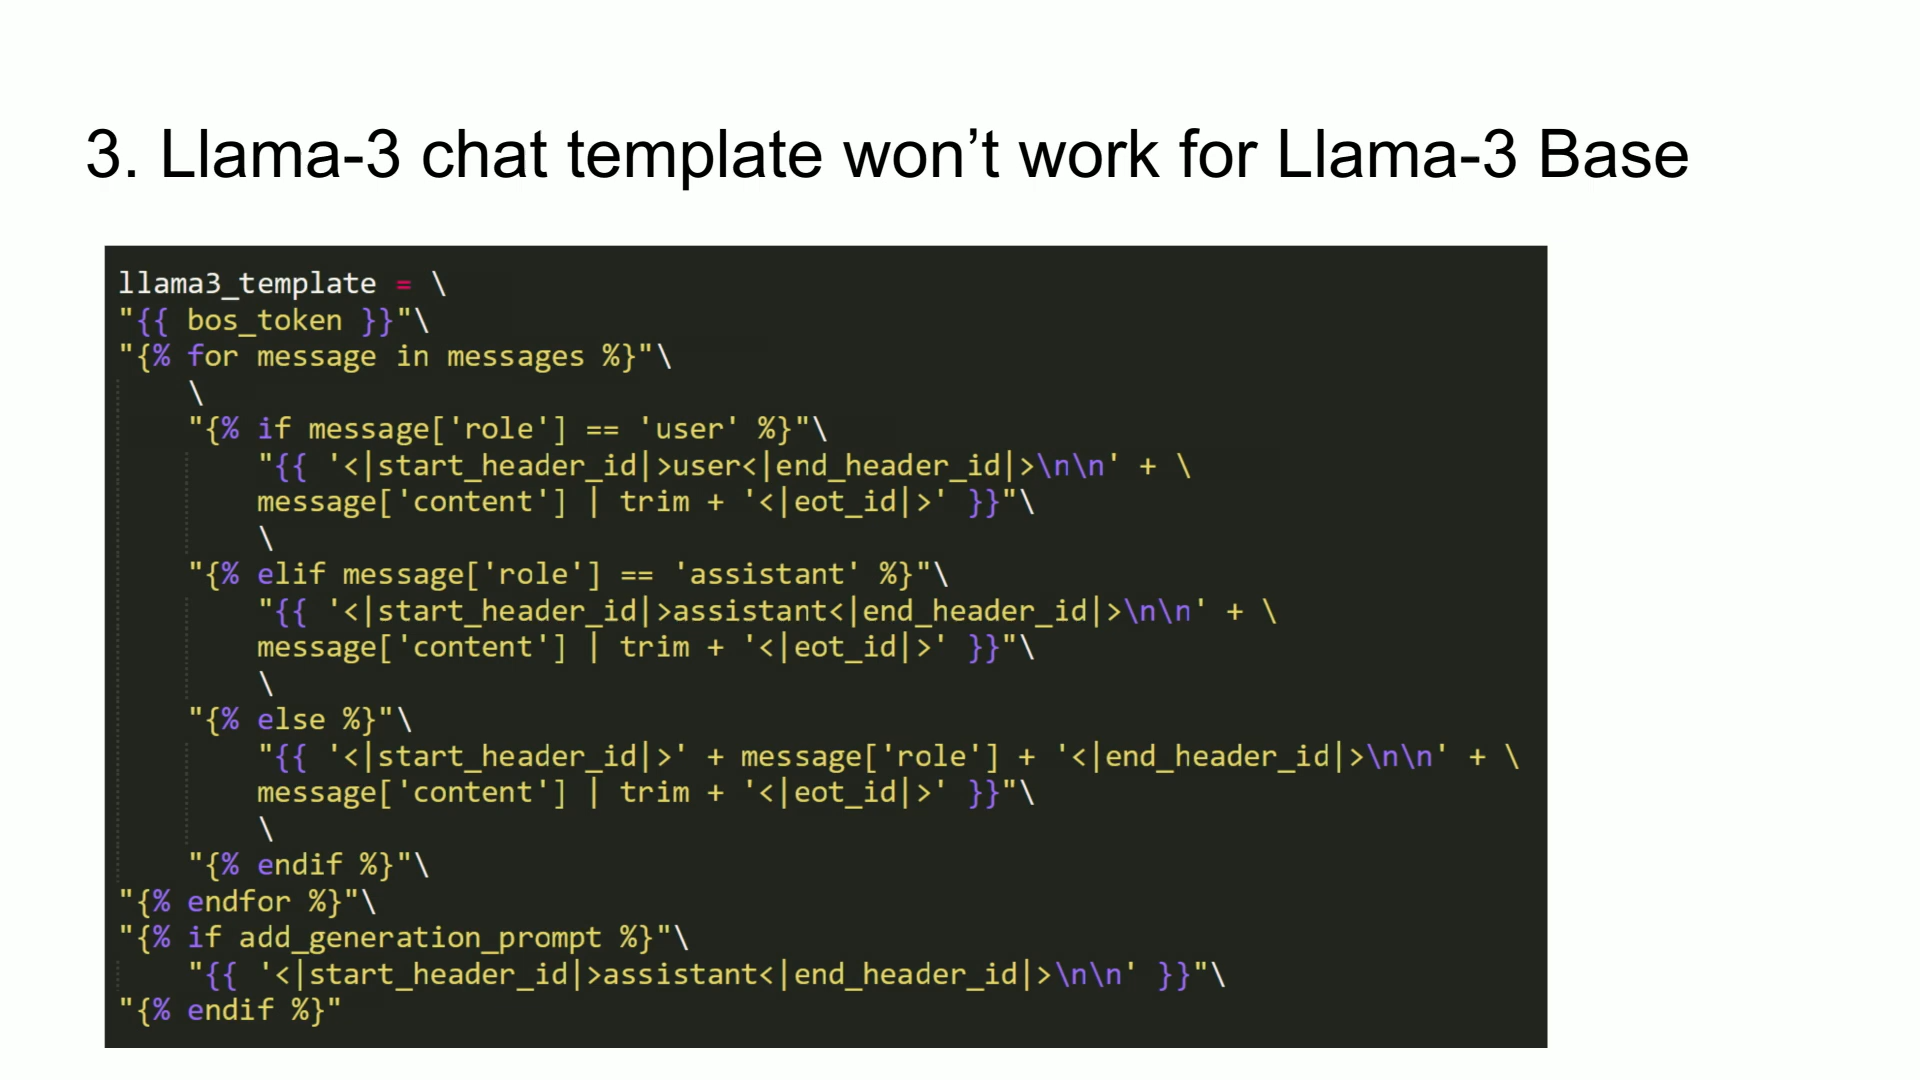 3. Llama-3 chat template won’t work for Llama-3 Base
llama3_template = \
"{{ bos_token }}"\
"{% for message in messages %}"\
    \
    "{% if message['role'] == 'user' %}"\
        "{{ '<|start_header_id|>user<|end_header_id|>\n\n' + \
        message['content'] | trim + '<|eot_id|>' }}"\
        \
    "{% elif message['role'] == 'assistant' %}"\
        "{{ '<|start_header_id|>assistant<|end_header_id|>\n\n' + \
        message['content'] | trim + '<|eot_id|>' }}"\
        \
    "{% else %}"\
        "{{ '<|start_header_id|>' + message['role'] + '<|end_header_id|>\n\n' + \
        message['content'] | trim + '<|eot_id|>' }}"\
        \
    "{% endif %}"\
"{% endfor %}"\
"{% if add_generation_prompt %}"\
    "{{ '<|start_header_id|>assistant<|end_header_id|>\n\n' }}"\
"{% endif %}"